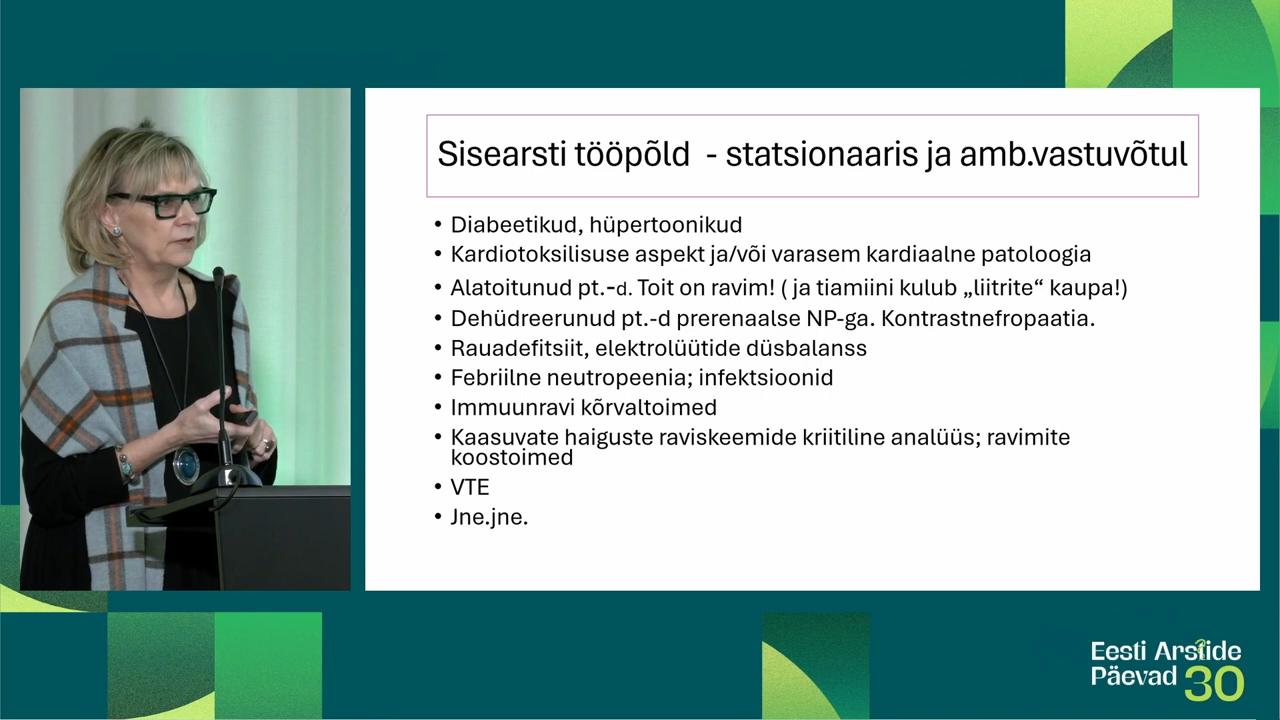 Sisearsti tööpõld - statsionaaris ja amb.vastuvõtul
• Diabeetikud, hüpertoonikud
• Kardiotoksilisuse aspekt ja/või varasem kardiaalne patoloogia
• Alatoitunud pt.-d. Toit on ravim! ( ja tiamiini kulub „liitrite“ kaupa!)
• Dehüdreerunud pt.-d prerenaalse NP-ga. Kontrastnefropaatia.
• Rauadefitsiit, elektrolüütide düsbalanss
• Febriilne neutropeenia; infektsioonid
• Immuunravi kõrvaltoimed
• Kaasuvate haiguste raviskeemide kriitiline analüüs; ravimite
koostoimed
• VTE
• Jne.jne.
Eesti Arstide
Päevad 30